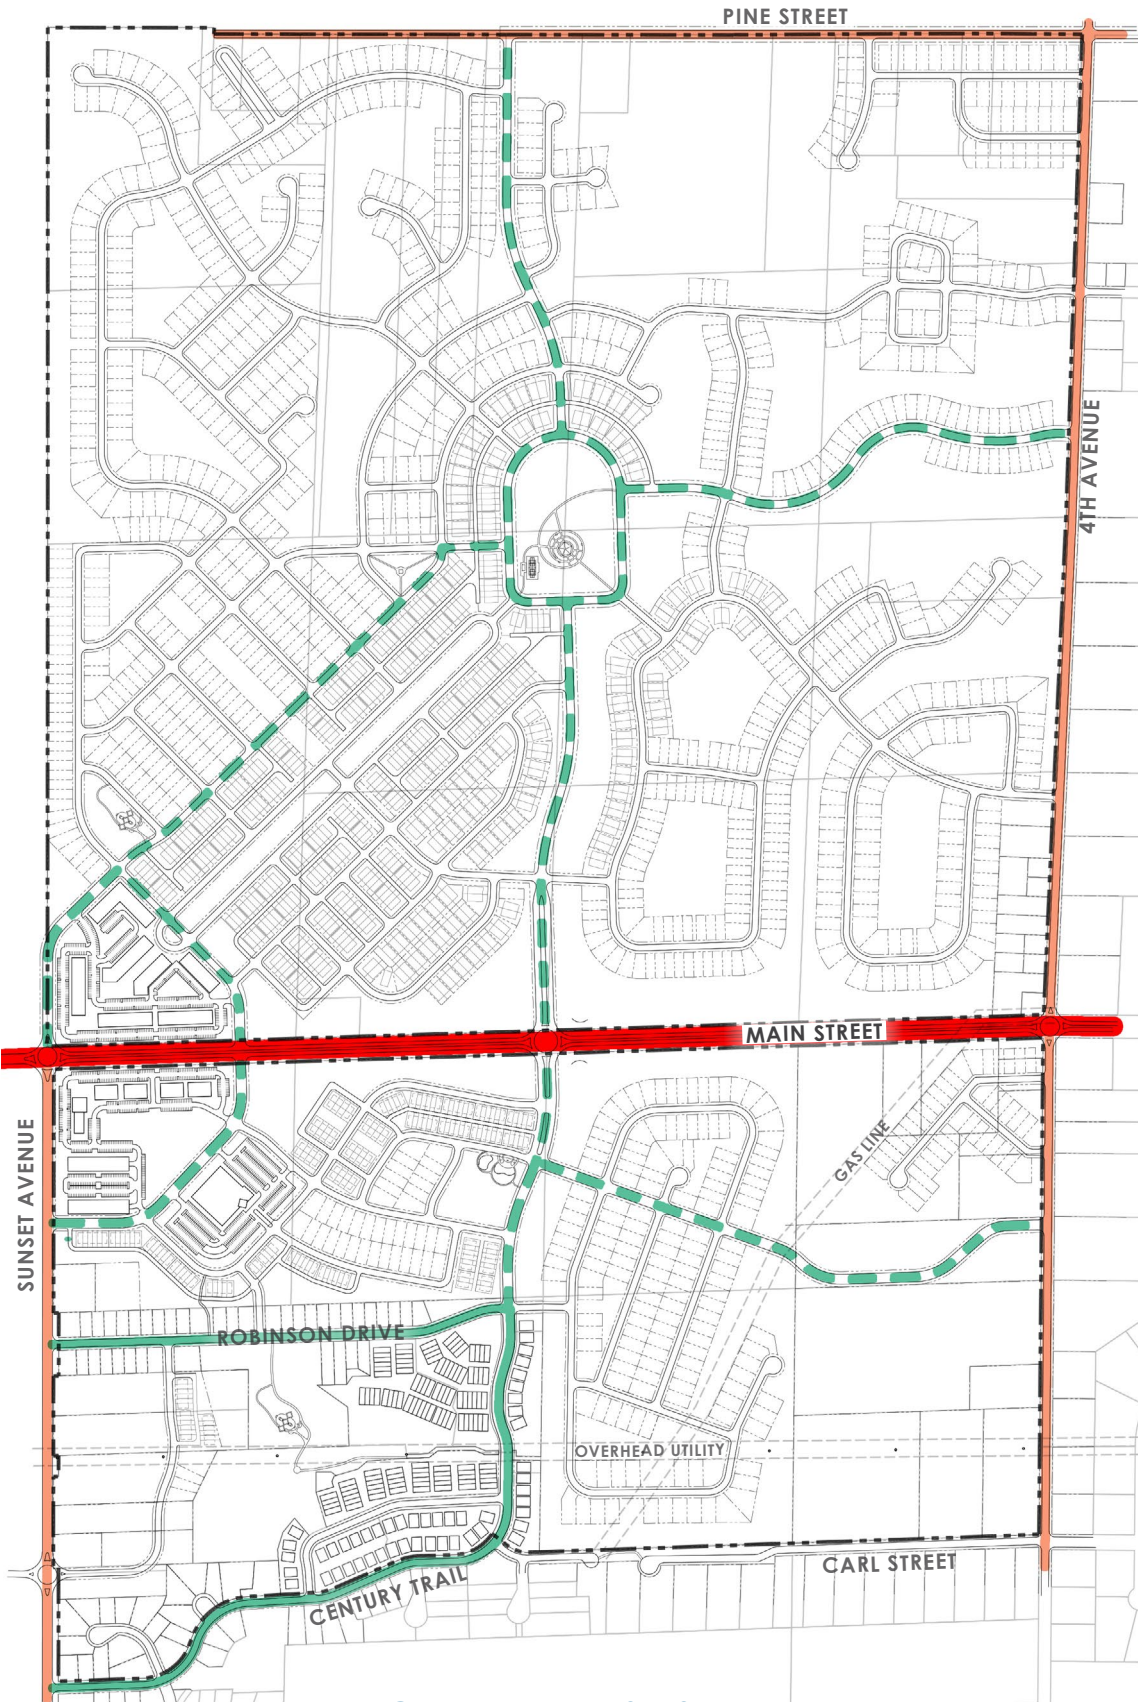 PINE STREET
4TH AVENUE
MAIN STREET
SUNSET AVENUE
GAS LINE
ROBINSON DRIVE
OVERHEAD UTILITY
CARL STREET
CENTURY TRAIL